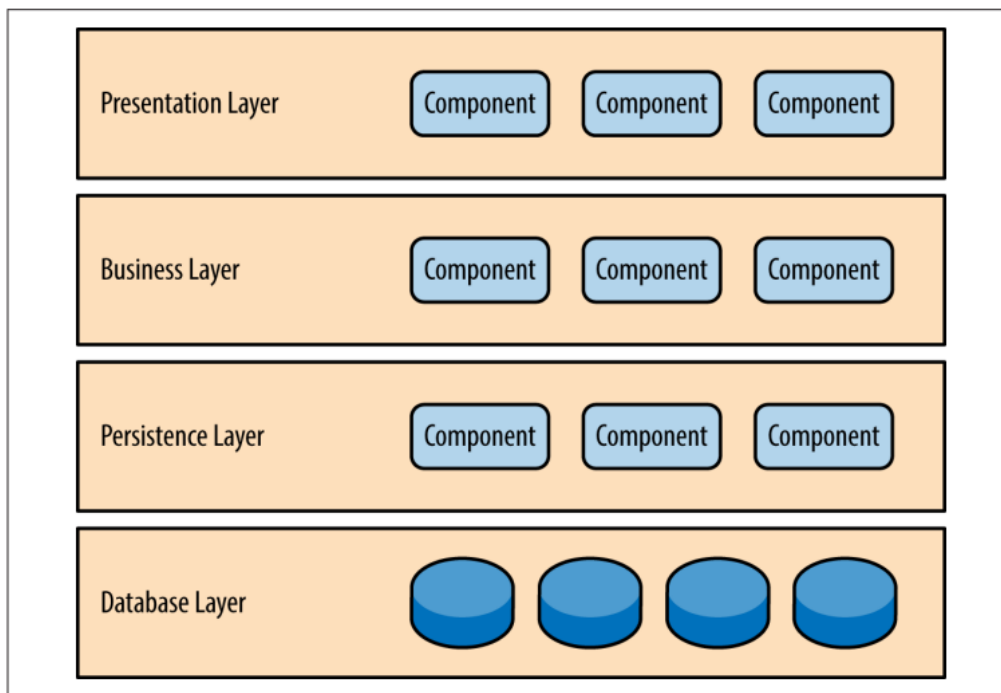 Presentation Layer
Component Component Component
Business Layer
Component Component Component
Persistence Layer
Component Component Component
Database Layer